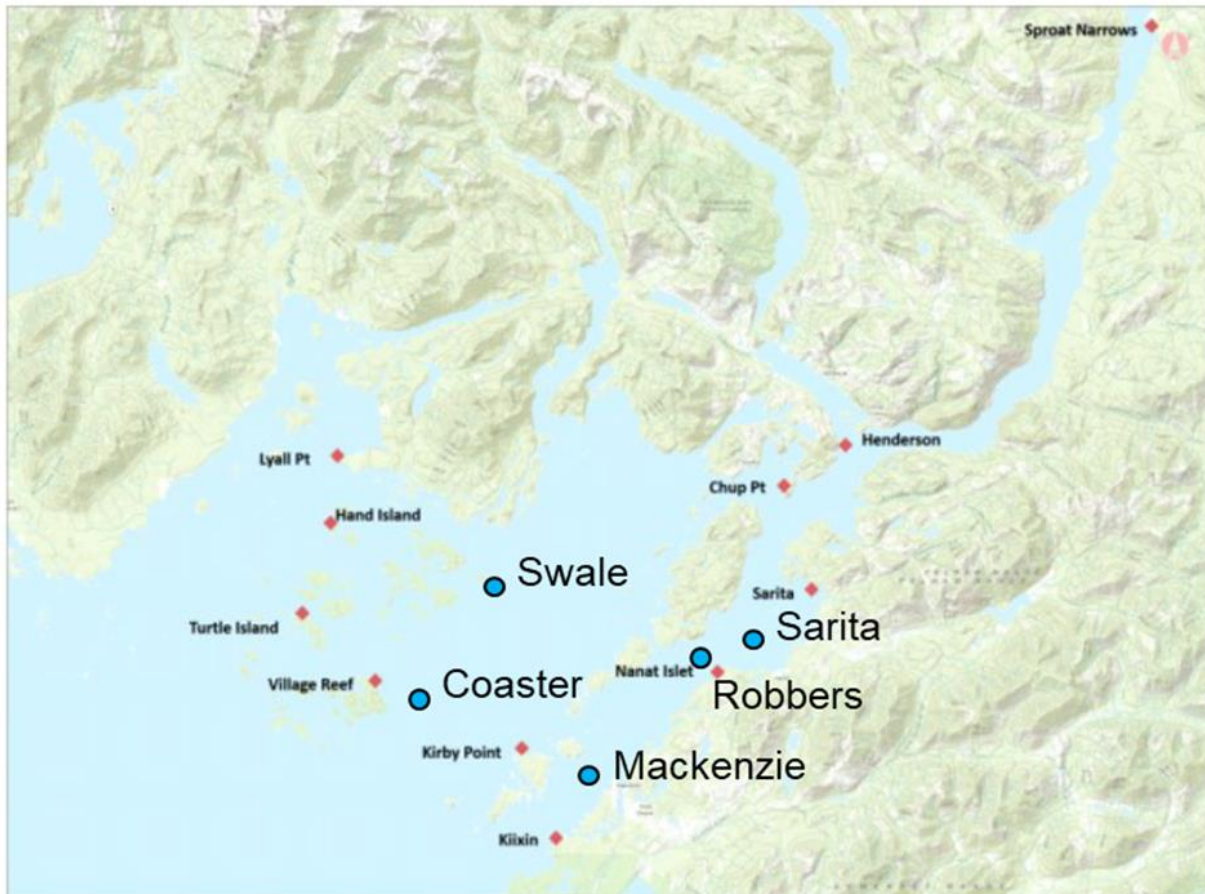 Sproat Narrows
Henderson
Lyall Pt
Chup Pt
Hand Island
Swale
Sarita
Turtle Island
Sarita
Nanat Islet
Village Reef
Coaster
Robbers
Kirby Point
Mackenzie
Kiixin